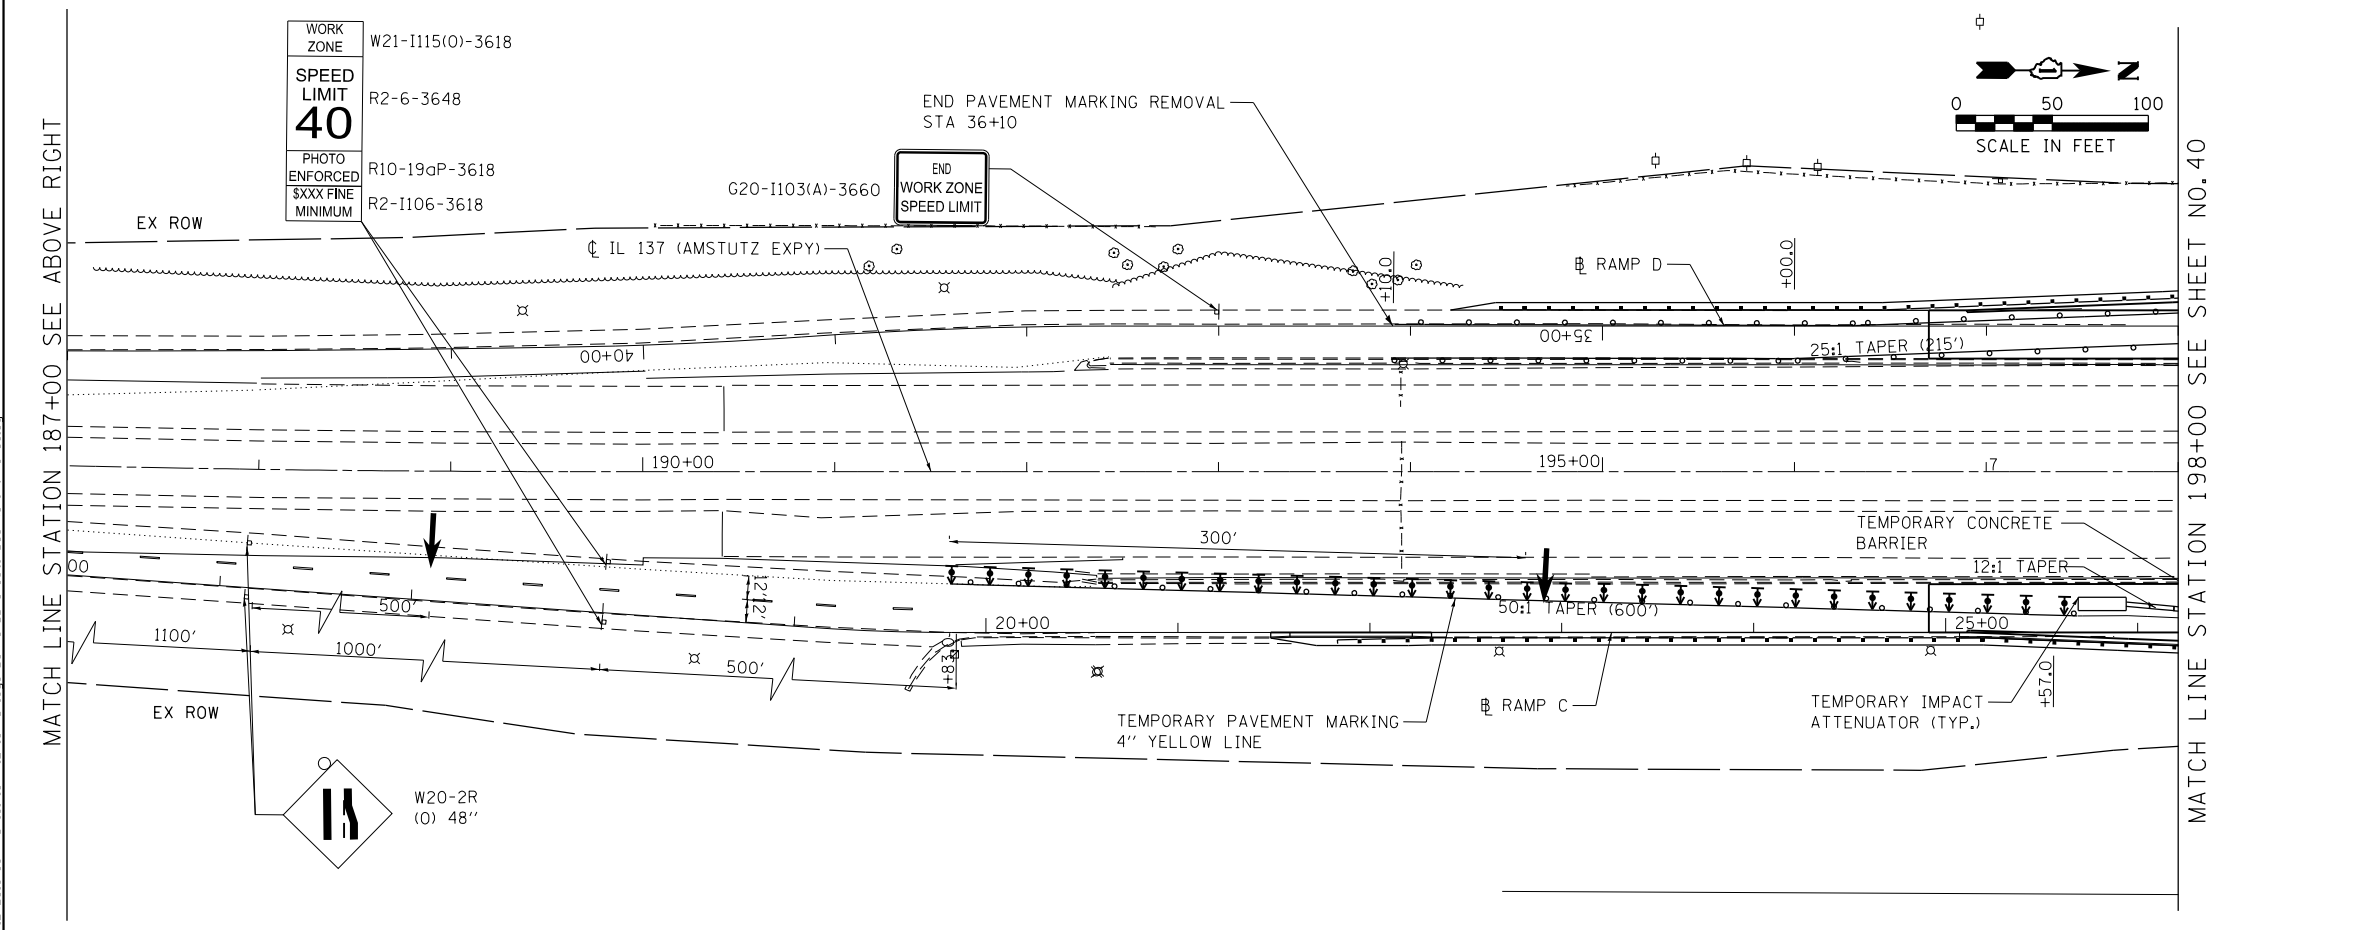 WORK
ZONE
W21-I115(O)-3618
SPEED
LIMIT
40
R2-6-3648
PHOTO
ENFORCED
R10-19aP-3618
$XXX FINE
MINIMUM
R2-I106-3618
END PAVEMENT MARKING REMOVAL
STA 36+10
END
WORK ZONE
SPEED LIMIT
G20-I103(A)-3660
N
0 50 100
SCALE IN FEET
MATCH LINE STATION 187+00 SEE ABOVE RIGHT
MATCH LINE STATION 198+00 SEE SHEET NO.40
EX ROW
℄ IL 137 (AMSTUTZ EXPY)
+13.0
BL RAMP D
+00.0
40+00
35+00
25:1 TAPER (215')
190+00
195+00
7
300'
TEMPORARY CONCRETE
BARRIER
12:1 TAPER
00
500'
12'
12'
50:1 TAPER (600')
20+00
25+00
1100'
1000'
500'
+83
+57.0
EX ROW
TEMPORARY PAVEMENT MARKING
4" YELLOW LINE
BL RAMP C
TEMPORARY IMPACT
ATTENUATOR (TYP.)
W20-2R
(O) 48"